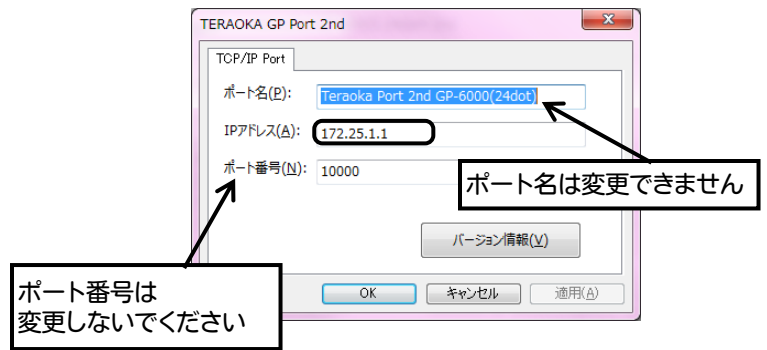 TERAOKA GP Port 2nd
TCP/IP Port
ポート名(P):
Teraoka Port 2nd GP-6000(24dot)
IPアドレス(A):
172.25.1.1
ポート番号(N):
10000
ポート名は変更できません
バージョン情報(V)
ポート番号は
変更しないでください
OK
キャンセル
適用(A)